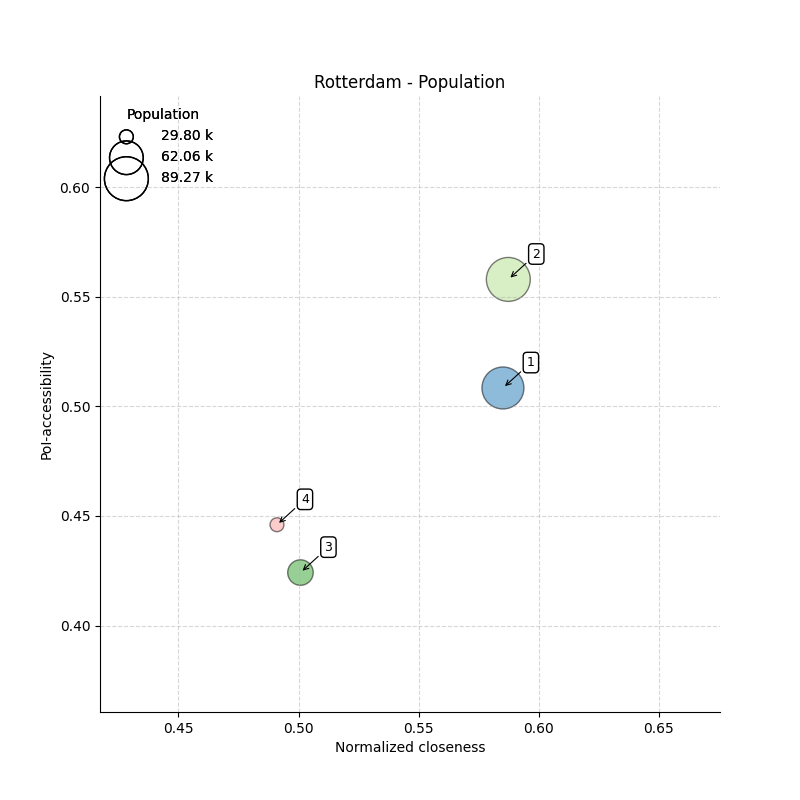 Rotterdam - Population
Population
29.80 k
62.06 k
89.27 k
0.60
0.55
0.50
0.45
0.40
PoI-accessibility
2
1
4
3
0.45
0.50
0.55
0.60
0.65
Normalized closeness